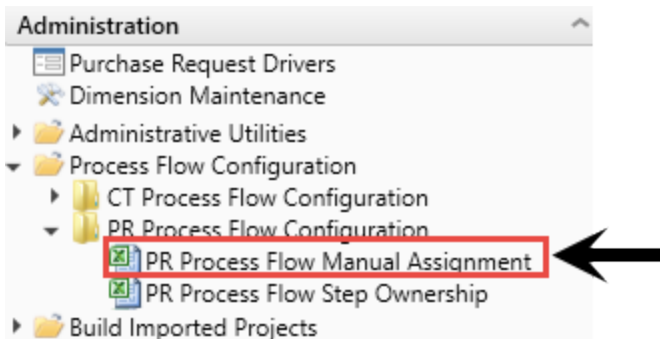 Administration
Purchase Request Drivers
Dimension Maintenance
Administrative Utilities
Process Flow Configuration
CT Process Flow Configuration
PR Process Flow Configuration
PR Process Flow Manual Assignment
PR Process Flow Step Ownership
Build Imported Projects